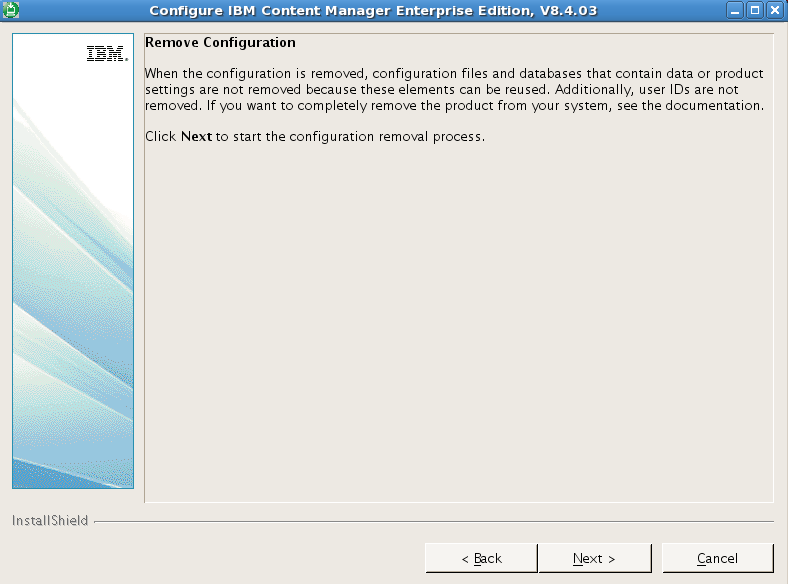 Configure IBM Content Manager Enterprise Edition, V8.4.03
IBM.
Remove Configuration
When the configuration is removed, configuration files and databases that contain data or product
settings are not removed because these elements can be reused. Additionally, user IDs are not
removed. If you want to completely remove the product from your system, see the documentation.
Click Next to start the configuration removal process.
InstallShield
< Back
Next >
Cancel